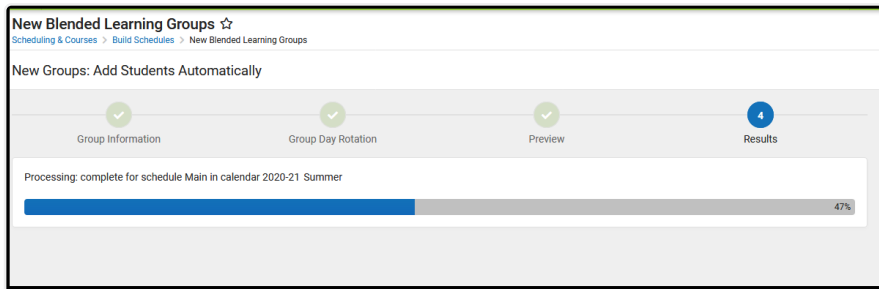 New Blended Learning Groups
Scheduling & Courses > Build Schedules > New Blended Learning Groups
New Groups: Add Students Automatically
4
Group Information Group Day Rotation Preview Results
Processing: complete for schedule Main in calendar 2020-21 Summer
47%